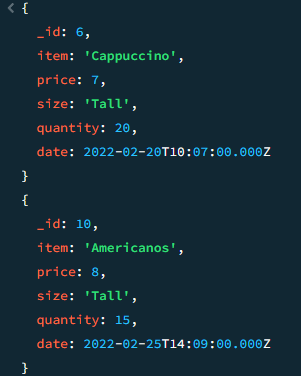 {
_id: 6,
item: 'Cappuccino',
price: 7,
size: 'Tall',
quantity: 20,
date: 2022-02-20T10:07:00.000Z
}
{
_id: 10,
item: 'Americanos',
price: 8,
size: 'Tall',
quantity: 15,
date: 2022-02-25T14:09:00.000Z
}